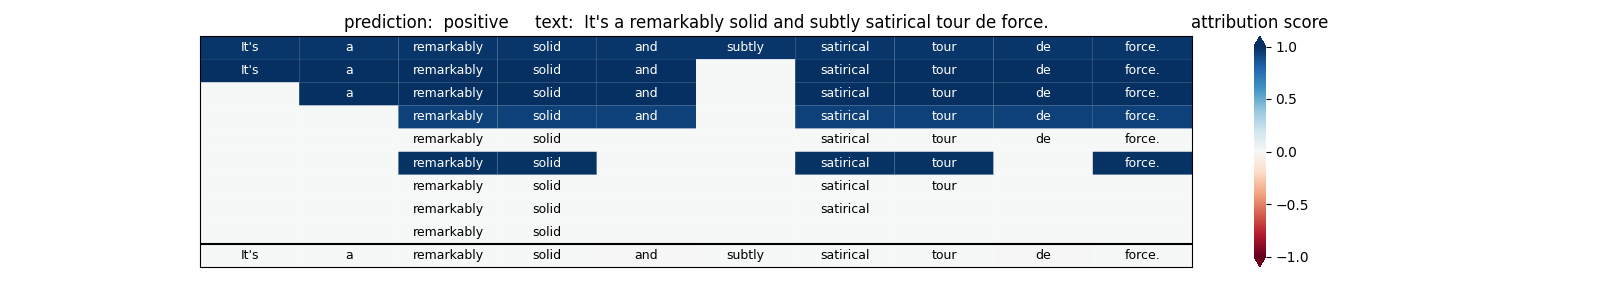 prediction:  positive     text:  It's a remarkably solid and subtly satirical tour de force.
attribution score
It's a remarkably solid and subtly satirical tour de force.
It's a remarkably solid and satirical tour de force.
a remarkably solid and satirical tour de force.
remarkably solid and satirical tour de force.
remarkably solid satirical tour de force.
remarkably solid satirical tour force.
remarkably solid satirical tour
remarkably solid satirical
remarkably solid
It's a remarkably solid and subtly satirical tour de force.
1.0
0.5
0.0
−0.5
−1.0